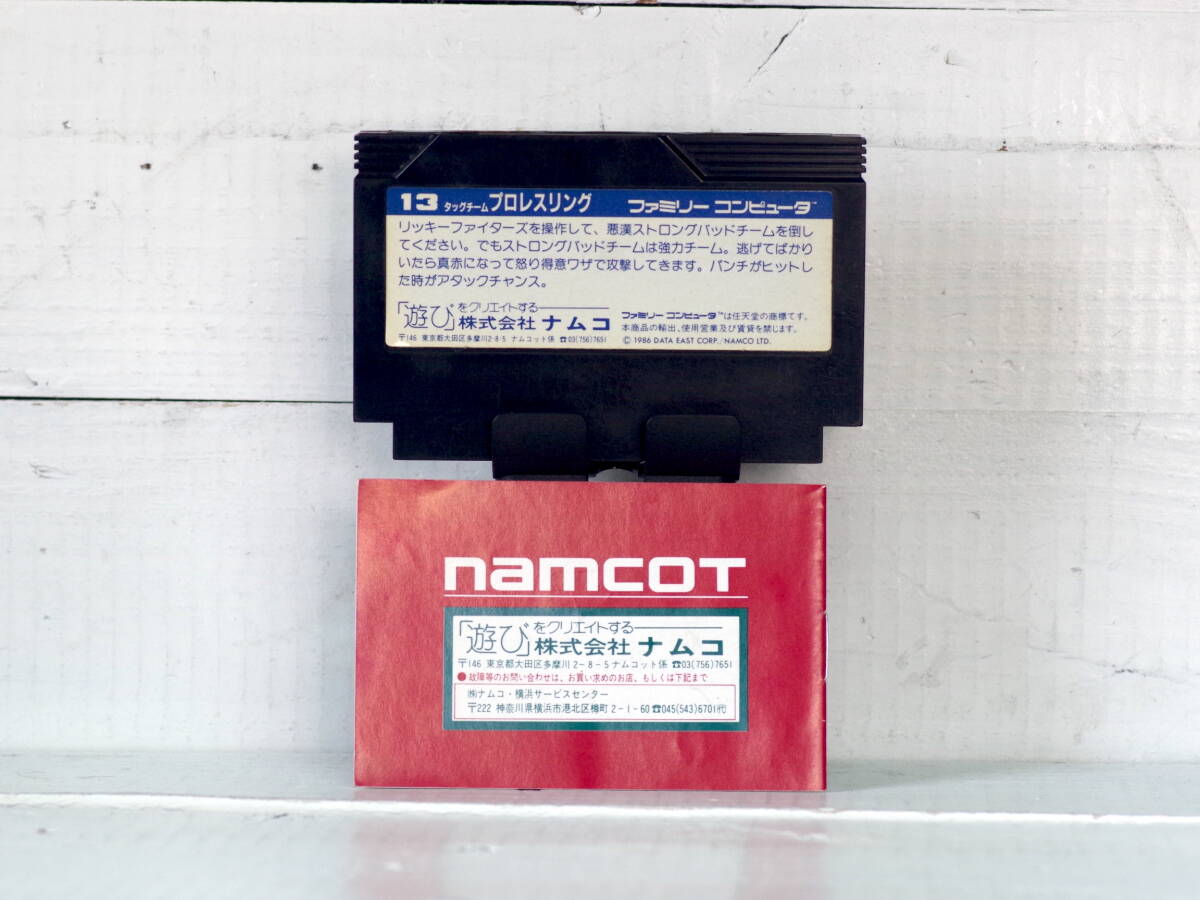 13 タッグチーム プロレスリング ファミリー コンピュータ™
リッキーファイターズを操作して、悪漢ストロングバッドチームを倒し
てください。でもストロングバッドチームは強力チーム。逃げてばかり
いたら真赤になって怒り得意ワザで攻撃してきます。パンチがヒットし
た時がアタックチャンス。
「遊び」をクリエイトする
株式会社 ナムコ
〒146 東京都大田区多摩川2-8-5 ナムコット係 ☎03(756)7651
ファミリー コンピュータ™は任天堂の商標です。
本商品の輸出、使用営業及び賃貸を禁じます。
© 1986 DATA EAST CORP./NAMCO LTD.
namcot
「遊び」をクリエイトする
株式会社 ナムコ
〒146 東京都大田区多摩川2-8-5ナムコット係 ☎03(756)7651
●故障等のお問い合わせは、お買い求めのお店、もしくは下記まで
㈱ナムコ・横浜サービスセンター
〒222 神奈川県横浜市港北区樽町2-1-60☎045(543)6701㈹